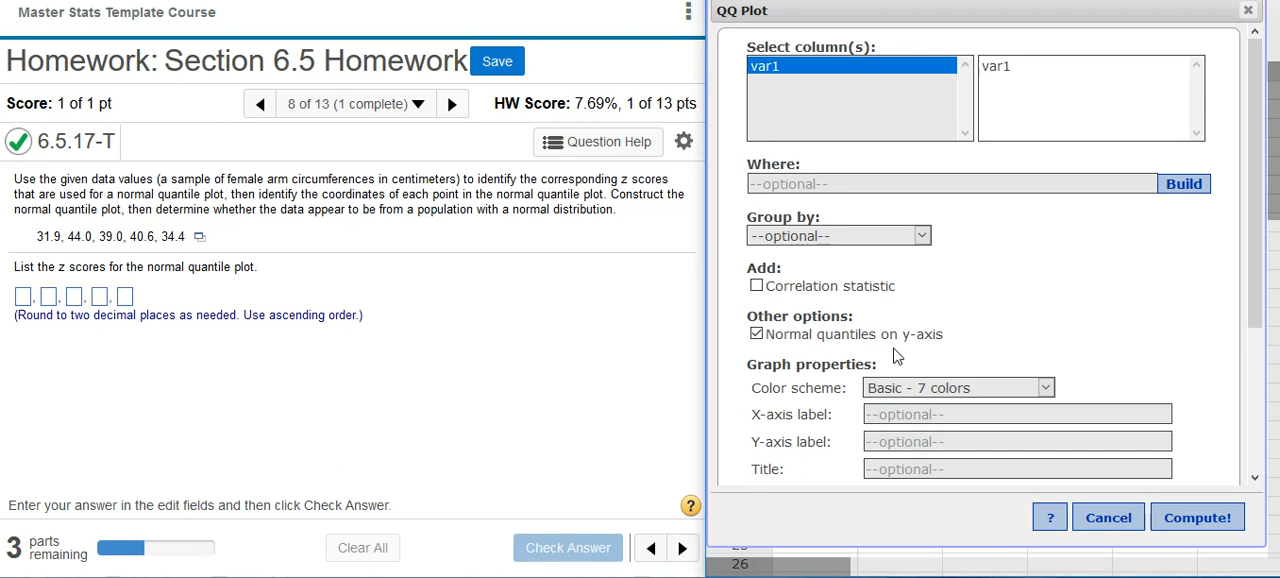 Master Stats Template Course
Homework: Section 6.5 Homework
Save
Score: 1 of 1 pt
8 of 13 (1 complete)
HW Score: 7.69%, 1 of 13 pts
6.5.17-T
Question Help
Use the given data values (a sample of female arm circumferences in centimeters) to identify the corresponding z scores
that are used for a normal quantile plot, then identify the coordinates of each point in the normal quantile plot. Construct the
normal quantile plot, then determine whether the data appear to be from a population with a normal distribution.
31.9, 44.0, 39.0, 40.6, 34.4
List the z scores for the normal quantile plot.
, , , ,
(Round to two decimal places as needed. Use ascending order.)
Enter your answer in the edit fields and then click Check Answer.
?
3 parts
remaining
Clear All
Check Answer
QQ Plot
Select column(s):
var1
var1
Where:
--optional--
Build
Group by:
--optional--
Add:
Correlation statistic
Other options:
Normal quantiles on y-axis
Graph properties:
Color scheme: Basic - 7 colors
X-axis label: --optional--
Y-axis label: --optional--
Title: --optional--
? Cancel Compute!
26